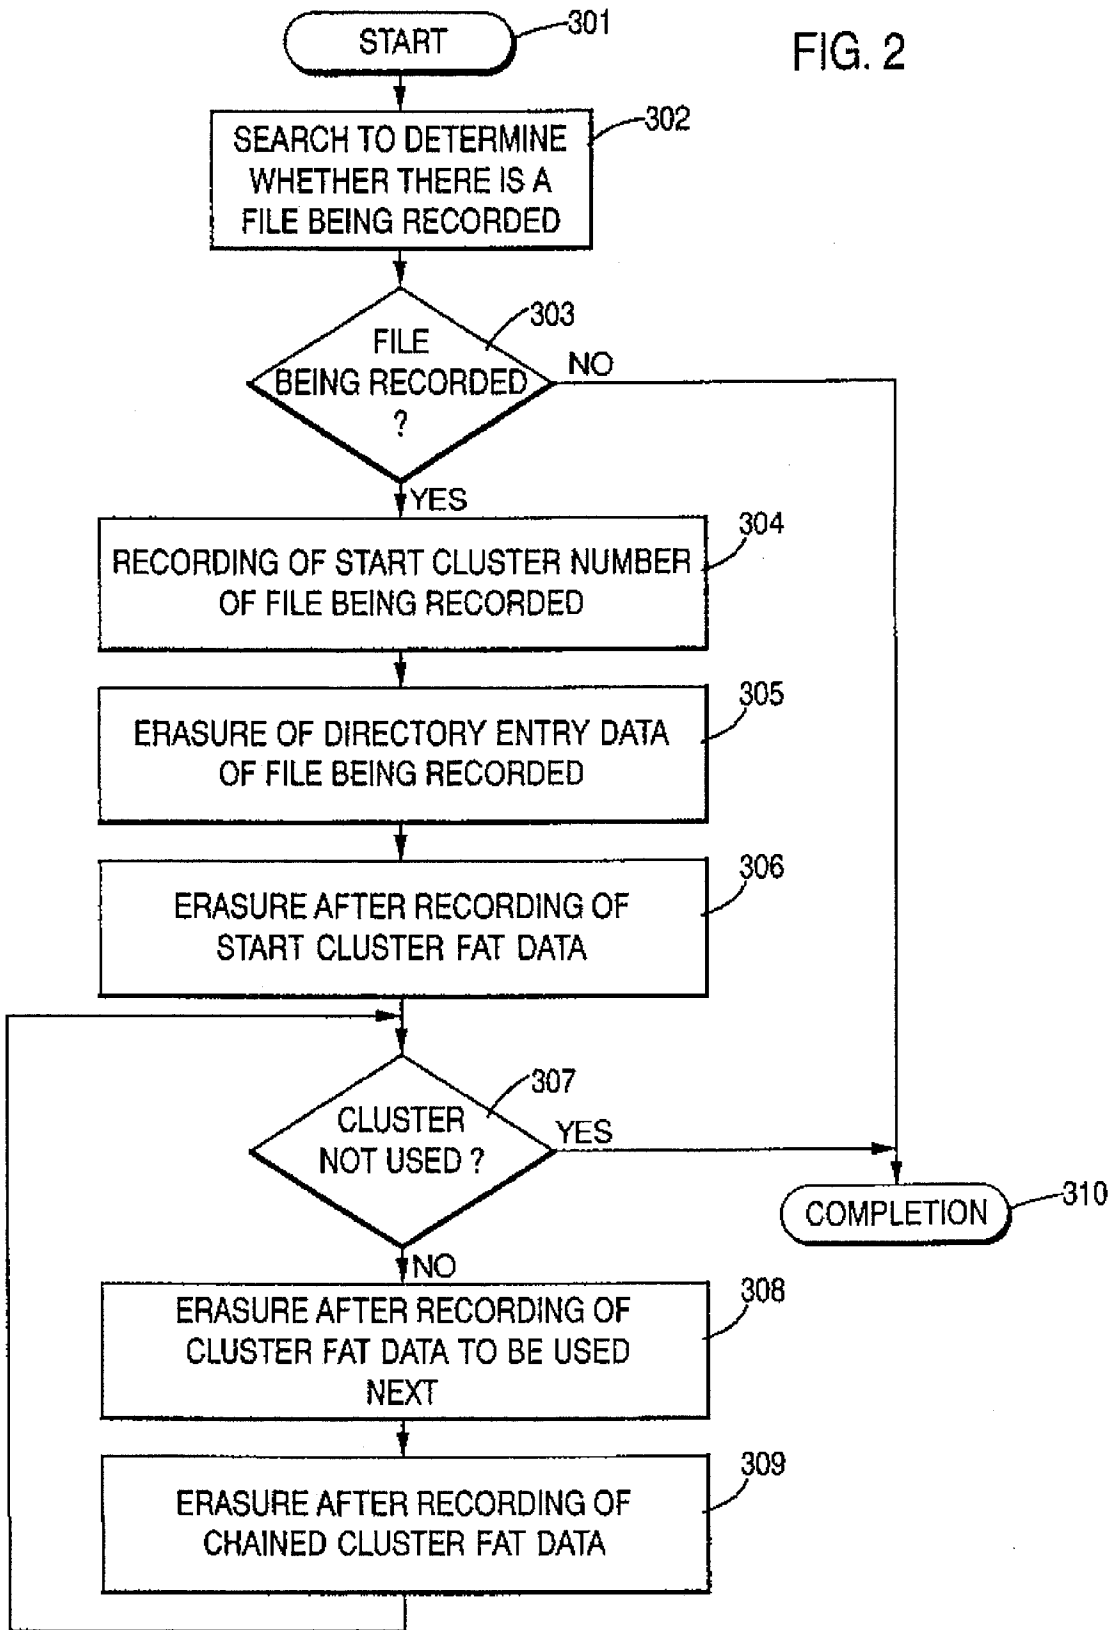 301
START
FIG. 2
302
SEARCH TO DETERMINE
WHETHER THERE IS A
FILE BEING RECORDED
303
FILE
BEING RECORDED
?
NO
YES
304
RECORDING OF START CLUSTER NUMBER
OF FILE BEING RECORDED
305
ERASURE OF DIRECTORY ENTRY DATA
OF FILE BEING RECORDED
306
ERASURE AFTER RECORDING OF
START CLUSTER FAT DATA
307
CLUSTER
NOT USED ?
YES
310
COMPLETION
NO
308
ERASURE AFTER RECORDING OF
CLUSTER FAT DATA TO BE USED
NEXT
309
ERASURE AFTER RECORDING OF
CHAINED CLUSTER FAT DATA